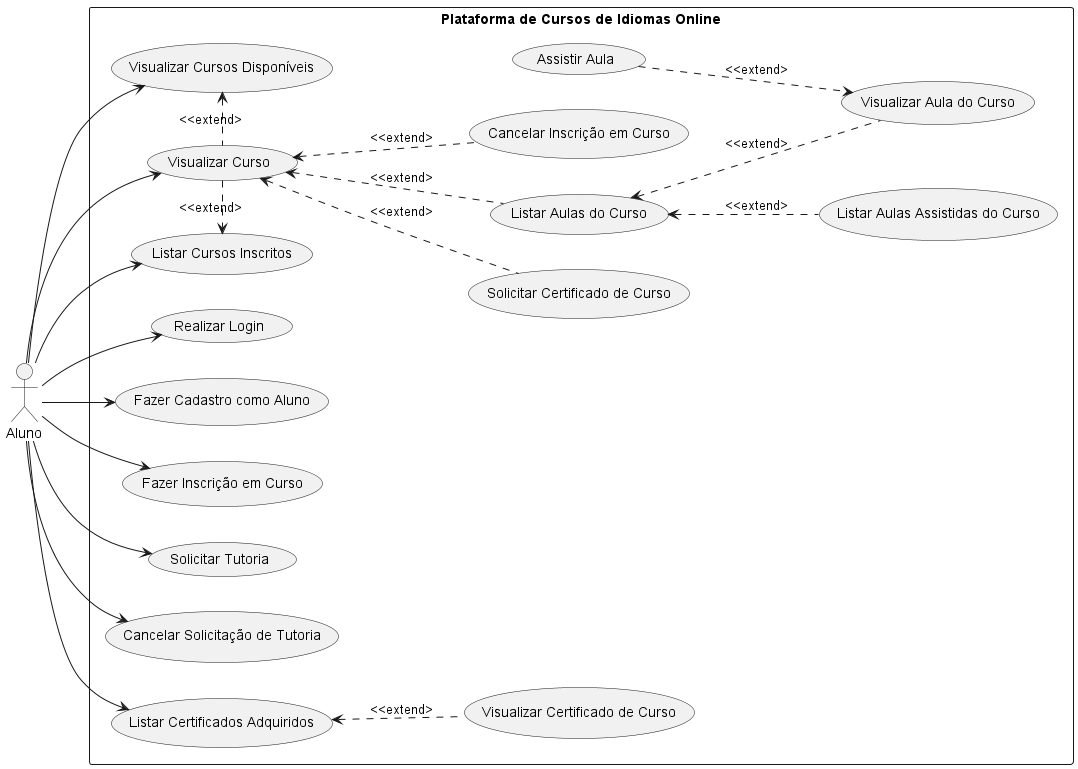 Plataforma de Cursos de Idiomas Online
Visualizar Cursos Disponíveis
Assistir Aula
<<extend>>
Visualizar Aula do Curso
<<extend>>
Cancelar Inscrição em Curso
<<extend>>
<<extend>>
Visualizar Curso
<<extend>>
<<extend>>
Listar Aulas do Curso
<<extend>>
Listar Aulas Assistidas do Curso
<<extend>>
Listar Cursos Inscritos
Solicitar Certificado de Curso
Realizar Login
Fazer Cadastro como Aluno
Aluno
Fazer Inscrição em Curso
Solicitar Tutoria
Cancelar Solicitação de Tutoria
Listar Certificados Adquiridos
<<extend>>
Visualizar Certificado de Curso